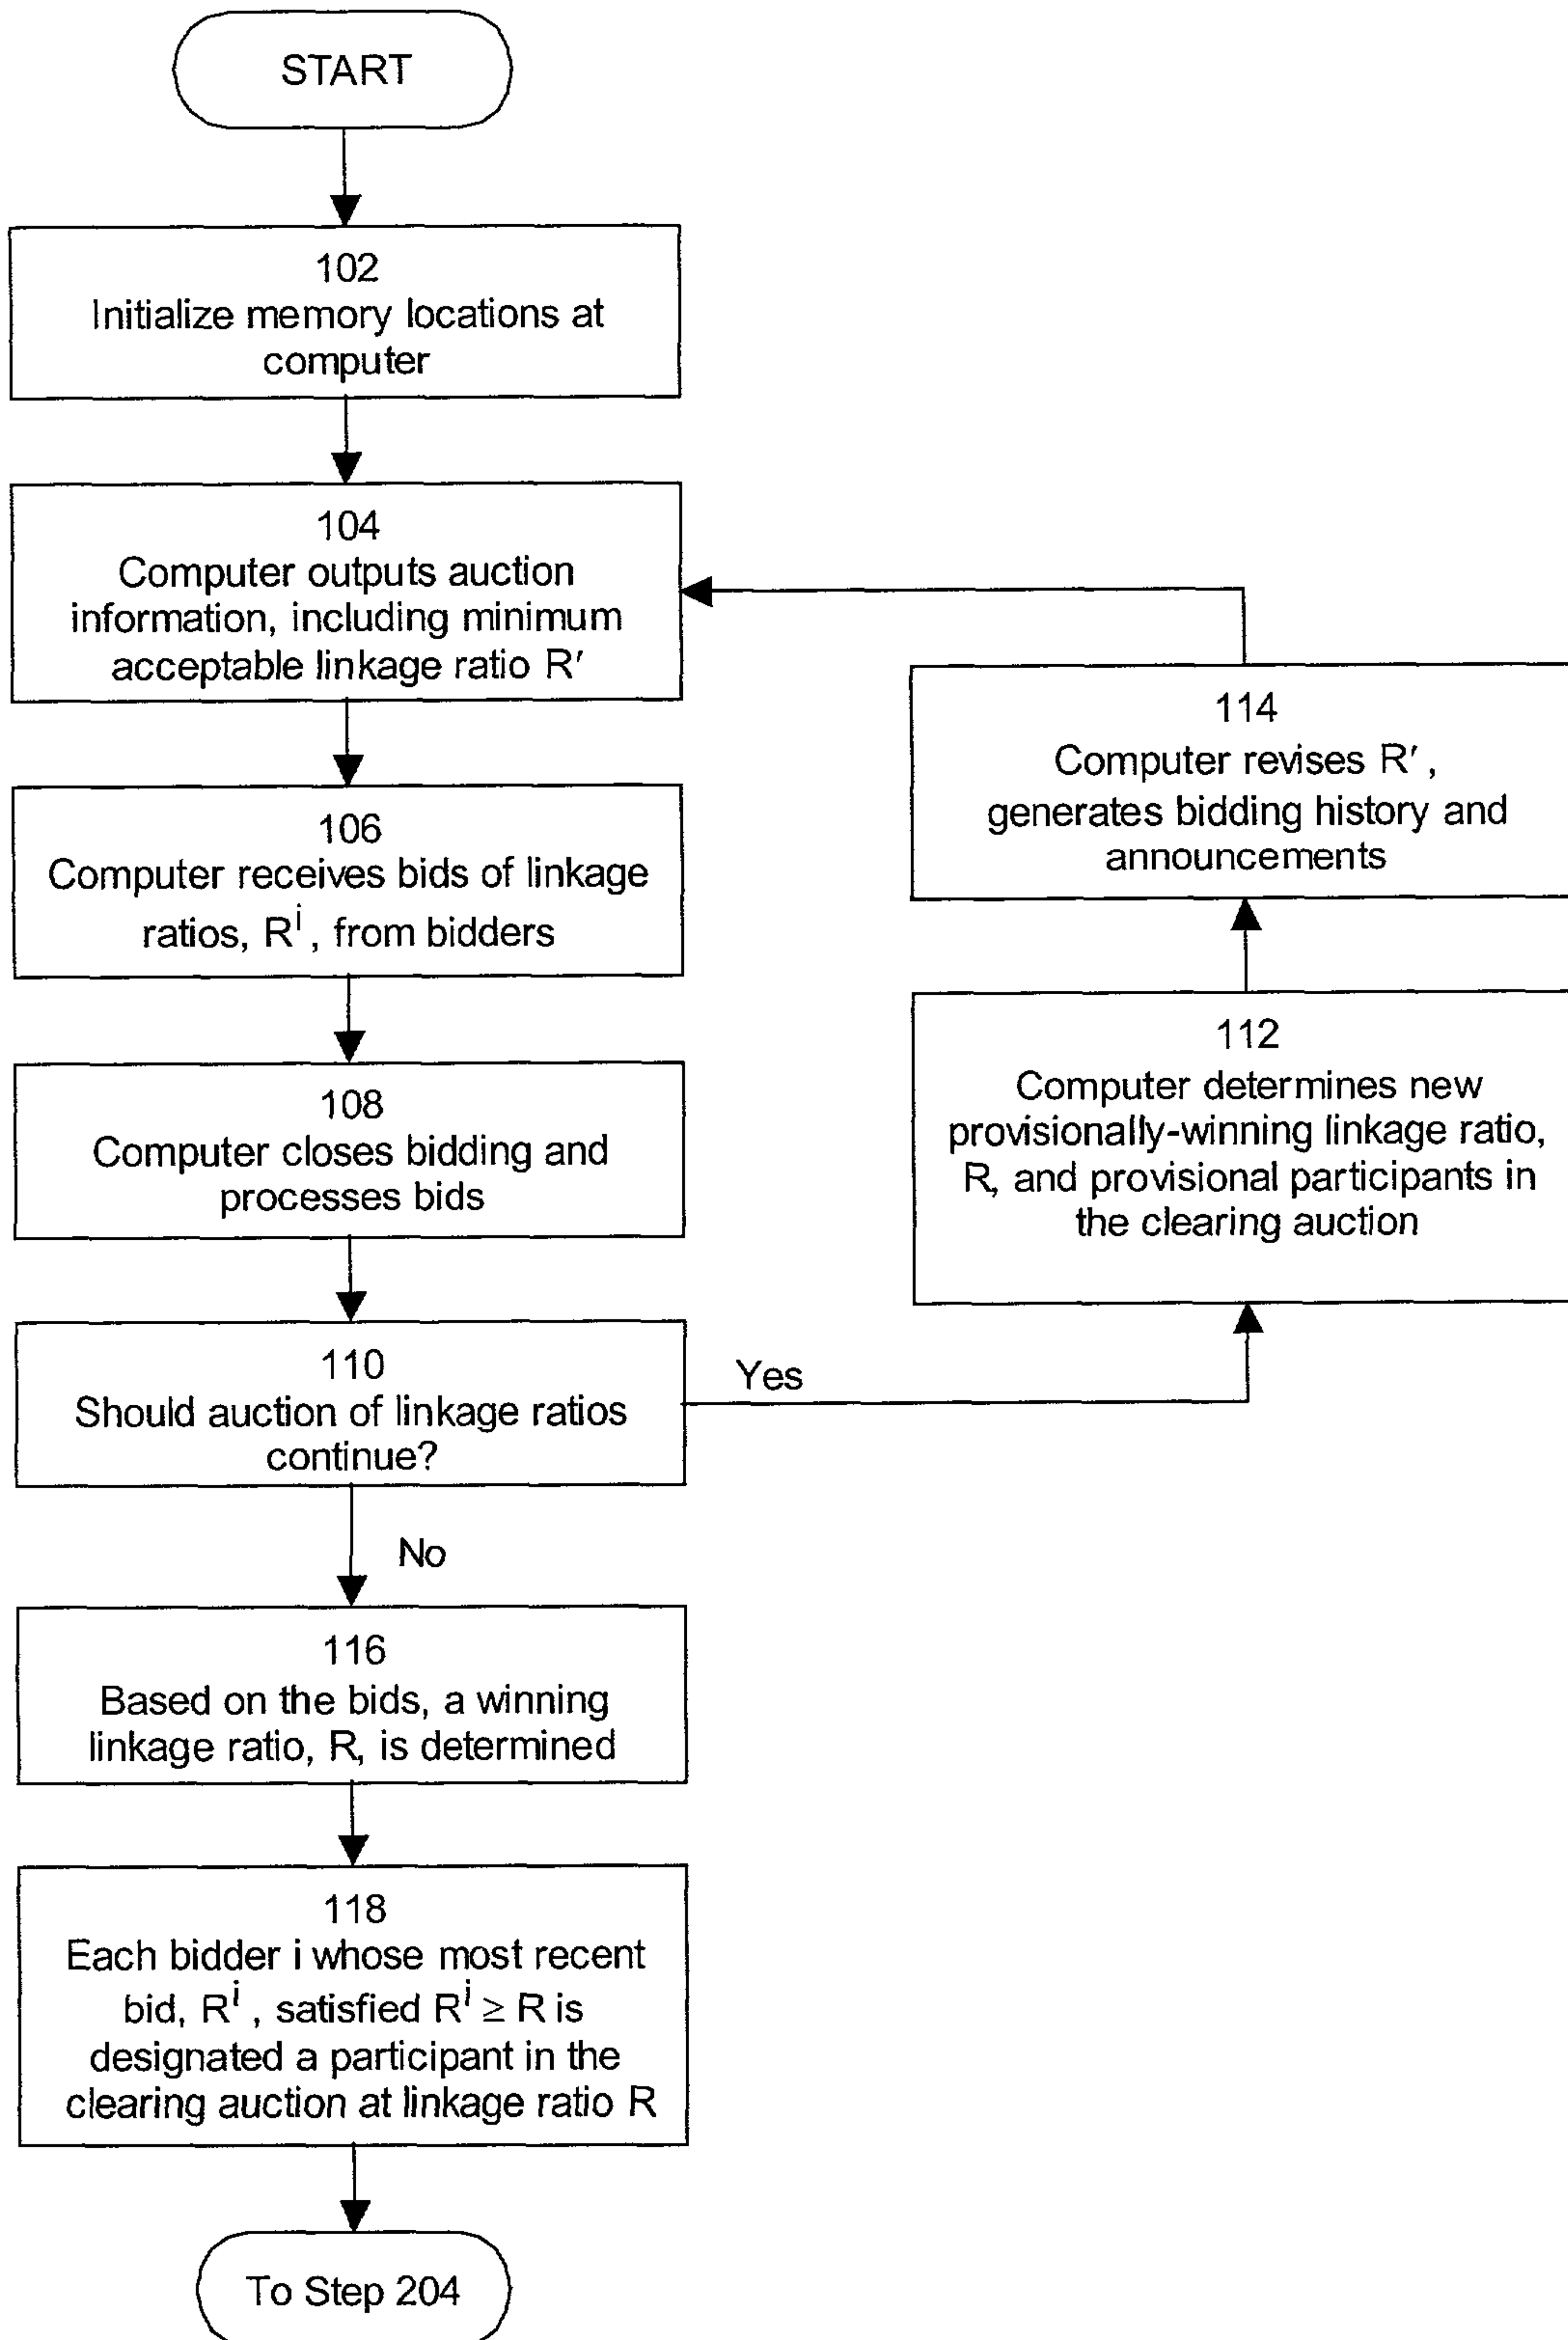 START
102
Initialize memory locations at
computer
104
Computer outputs auction
information, including minimum
acceptable linkage ratio R′
106
Computer receives bids of linkage
ratios, Rⁱ, from bidders
108
Computer closes bidding and
processes bids
110
Should auction of linkage ratios
continue?
Yes
112
Computer determines new
provisionally-winning linkage ratio,
R, and provisional participants in
the clearing auction
114
Computer revises R′,
generates bidding history and
announcements
No
116
Based on the bids, a winning
linkage ratio, R, is determined
118
Each bidder i whose most recent
bid, Rⁱ, satisfied Rⁱ ≥ R is
designated a participant in the
clearing auction at linkage ratio R
To Step 204